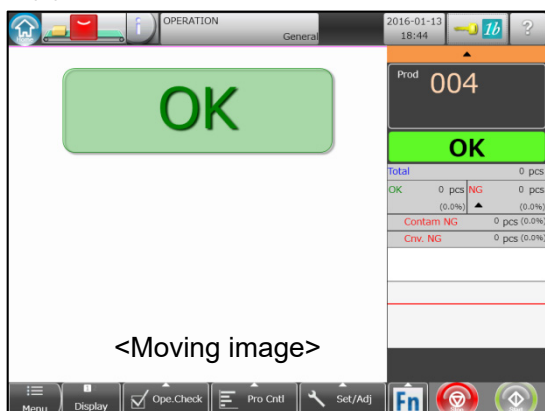 OPERATION
General
2016-01-13
18:44
1b
?
i
OK
Prod
004
OK
Total 0 pcs
OK 0 pcs NG 0 pcs
(0.0%) (0.0%)
Contam NG 0 pcs (0.0%)
Cnv. NG 0 pcs (0.0%)
<Moving image>
Menu
Display
Ope.Check
Pro Cntl
Set/Adj
Fn